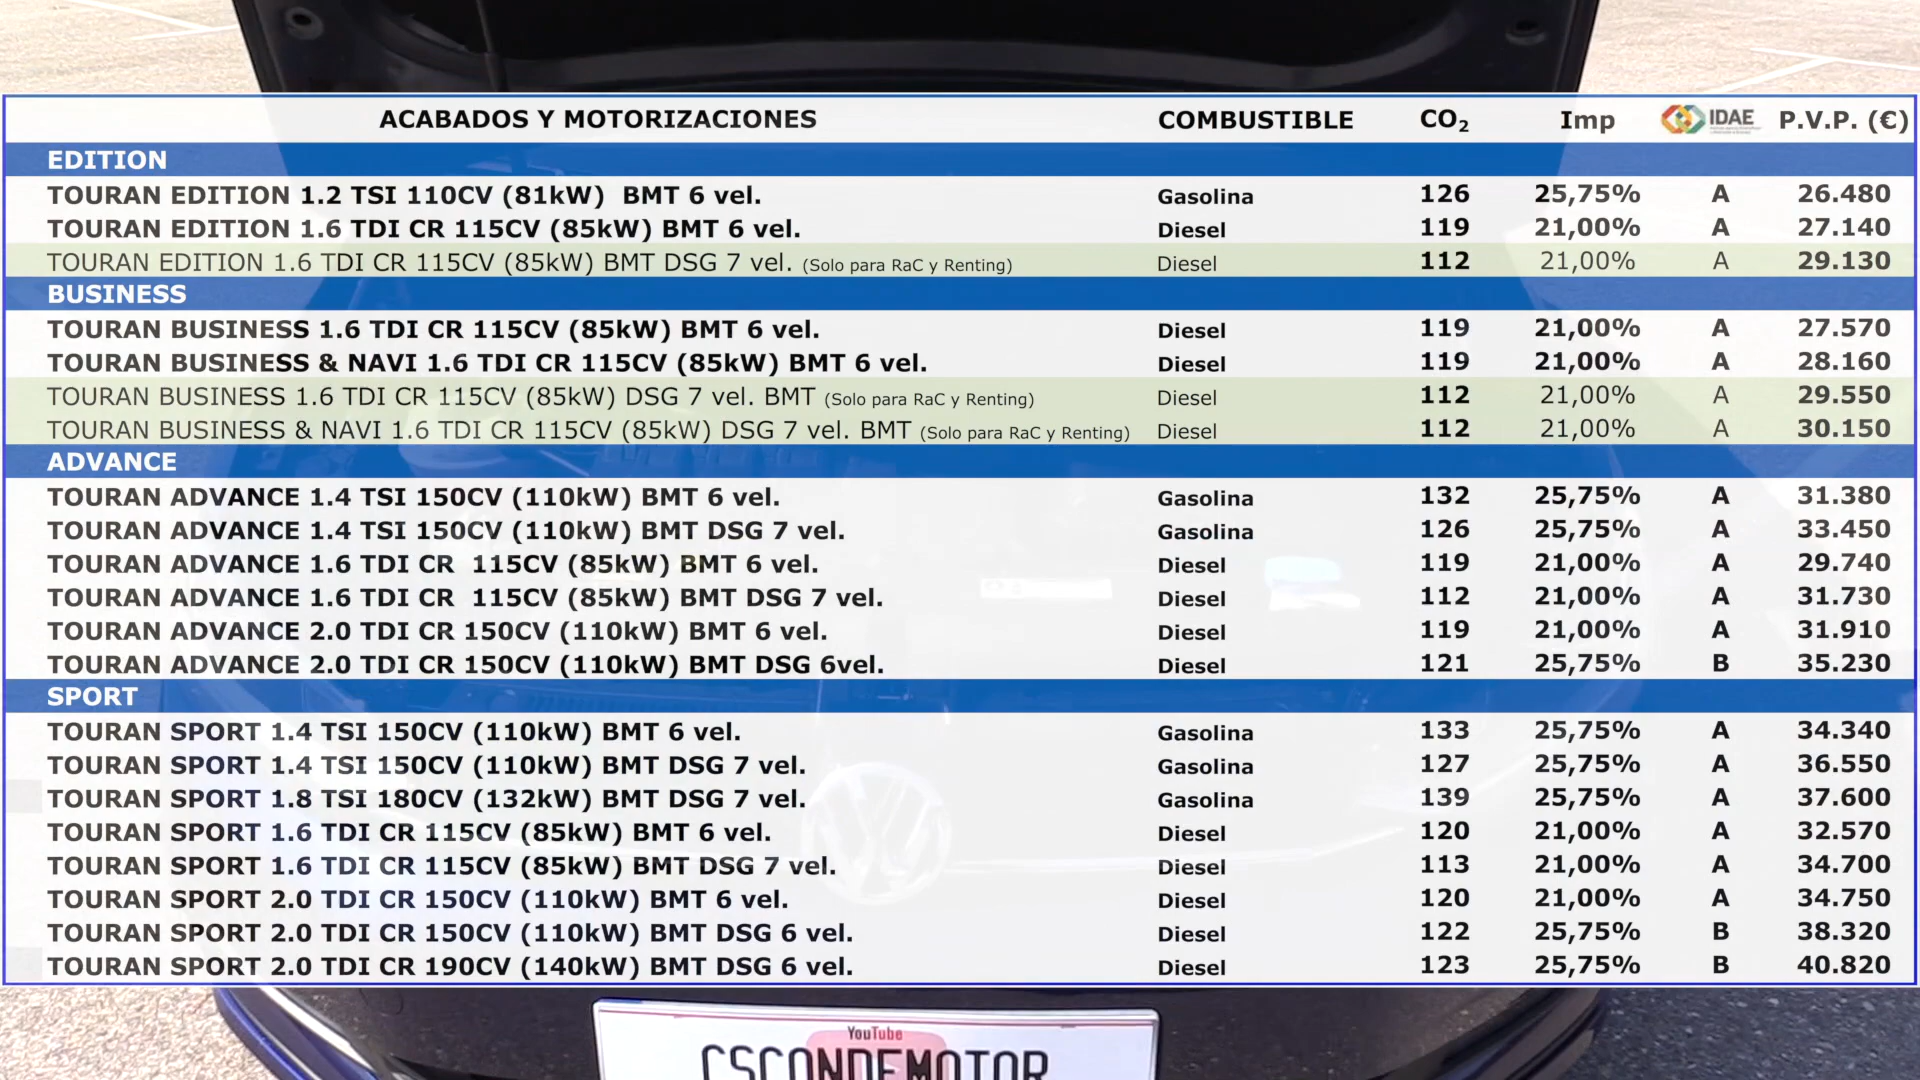 ACABADOS Y MOTORIZACIONES COMBUSTIBLE CO₂ Imp IDAE P.V.P. (€)
EDITION
TOURAN EDITION 1.2 TSI 110CV (81kW) BMT 6 vel. Gasolina 126 25,75% A 26.480
TOURAN EDITION 1.6 TDI CR 115CV (85kW) BMT 6 vel. Diesel 119 21,00% A 27.140
TOURAN EDITION 1.6 TDI CR 115CV (85kW) BMT DSG 7 vel. (Solo para RaC y Renting) Diesel 112 21,00% A 29.130
BUSINESS
TOURAN BUSINESS 1.6 TDI CR 115CV (85kW) BMT 6 vel. Diesel 119 21,00% A 27.570
TOURAN BUSINESS & NAVI 1.6 TDI CR 115CV (85kW) BMT 6 vel. Diesel 119 21,00% A 28.160
TOURAN BUSINESS 1.6 TDI CR 115CV (85kW) DSG 7 vel. BMT (Solo para RaC y Renting) Diesel 112 21,00% A 29.550
TOURAN BUSINESS & NAVI 1.6 TDI CR 115CV (85kW) DSG 7 vel. BMT (Solo para RaC y Renting) Diesel 112 21,00% A 30.150
ADVANCE
TOURAN ADVANCE 1.4 TSI 150CV (110kW) BMT 6 vel. Gasolina 132 25,75% A 31.380
TOURAN ADVANCE 1.4 TSI 150CV (110kW) BMT DSG 7 vel. Gasolina 126 25,75% A 33.450
TOURAN ADVANCE 1.6 TDI CR 115CV (85kW) BMT 6 vel. Diesel 119 21,00% A 29.740
TOURAN ADVANCE 1.6 TDI CR 115CV (85kW) BMT DSG 7 vel. Diesel 112 21,00% A 31.730
TOURAN ADVANCE 2.0 TDI CR 150CV (110kW) BMT 6 vel. Diesel 119 21,00% A 31.910
TOURAN ADVANCE 2.0 TDI CR 150CV (110kW) BMT DSG 6vel. Diesel 121 25,75% B 35.230
SPORT
TOURAN SPORT 1.4 TSI 150CV (110kW) BMT 6 vel. Gasolina 133 25,75% A 34.340
TOURAN SPORT 1.4 TSI 150CV (110kW) BMT DSG 7 vel. Gasolina 127 25,75% A 36.550
TOURAN SPORT 1.8 TSI 180CV (132kW) BMT DSG 7 vel. Gasolina 139 25,75% A 37.600
TOURAN SPORT 1.6 TDI CR 115CV (85kW) BMT 6 vel. Diesel 120 21,00% A 32.570
TOURAN SPORT 1.6 TDI CR 115CV (85kW) BMT DSG 7 vel. Diesel 113 21,00% A 34.700
TOURAN SPORT 2.0 TDI CR 150CV (110kW) BMT 6 vel. Diesel 120 21,00% A 34.750
TOURAN SPORT 2.0 TDI CR 150CV (110kW) BMT DSG 6 vel. Diesel 122 25,75% B 38.320
TOURAN SPORT 2.0 TDI CR 190CV (140kW) BMT DSG 6 vel. Diesel 123 25,75% B 40.820
YouTube
CSCONDEMOTOR